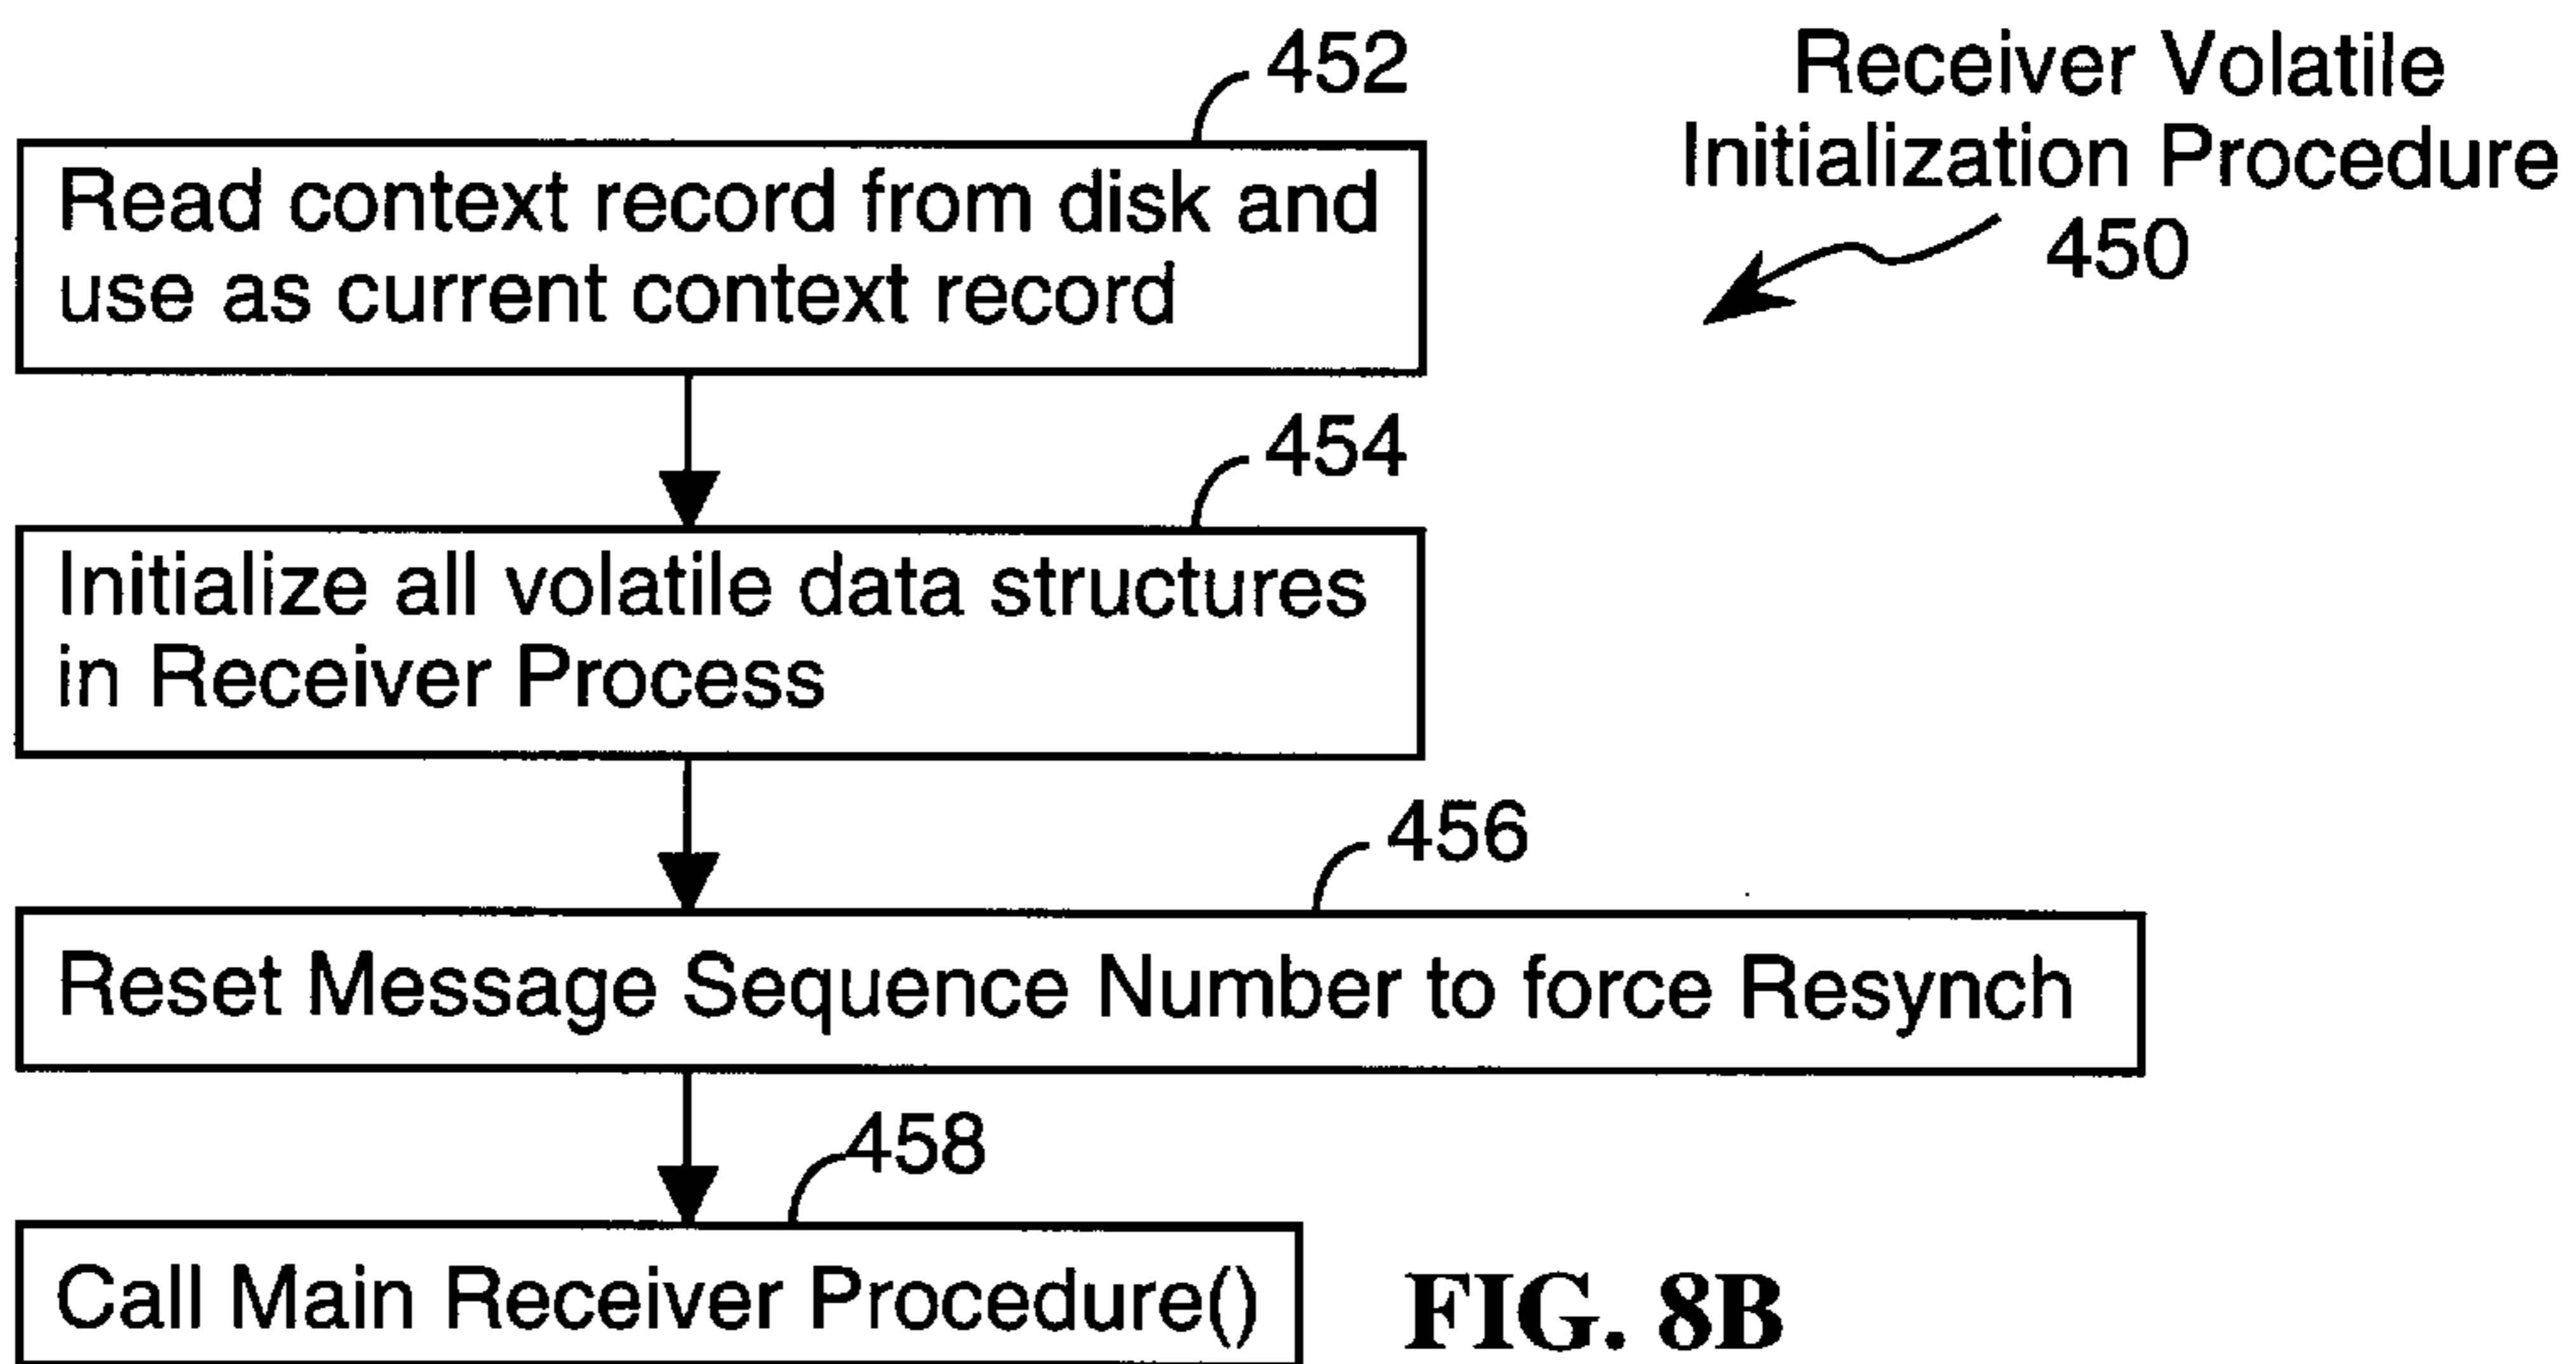 452
Receiver Volatile
Initialization Procedure
450
Read context record from disk and
use as current context record
454
Initialize all volatile data structures
in Receiver Process
456
Reset Message Sequence Number to force Resynch
458
Call Main Receiver Procedure()
FIG. 8B